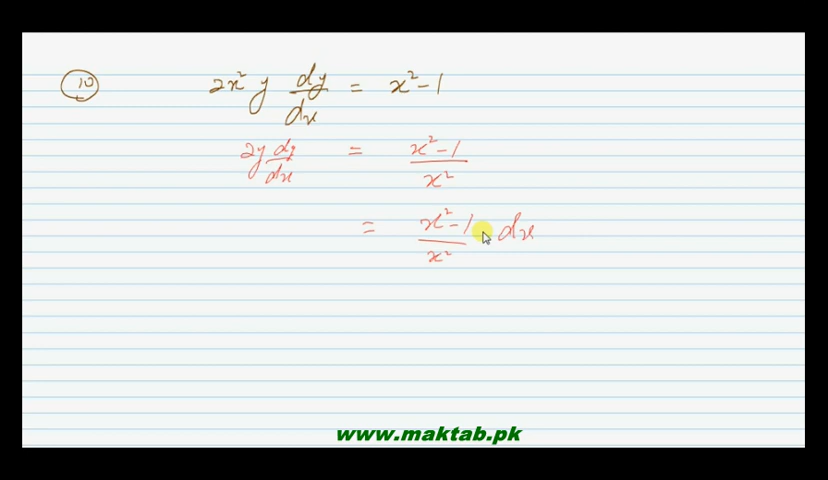 10 2x² y dy/dx = x² - 1
2y dy/dx = x² - 1 / x²
= x² - 1 / x² . dx
www.maktab.pk